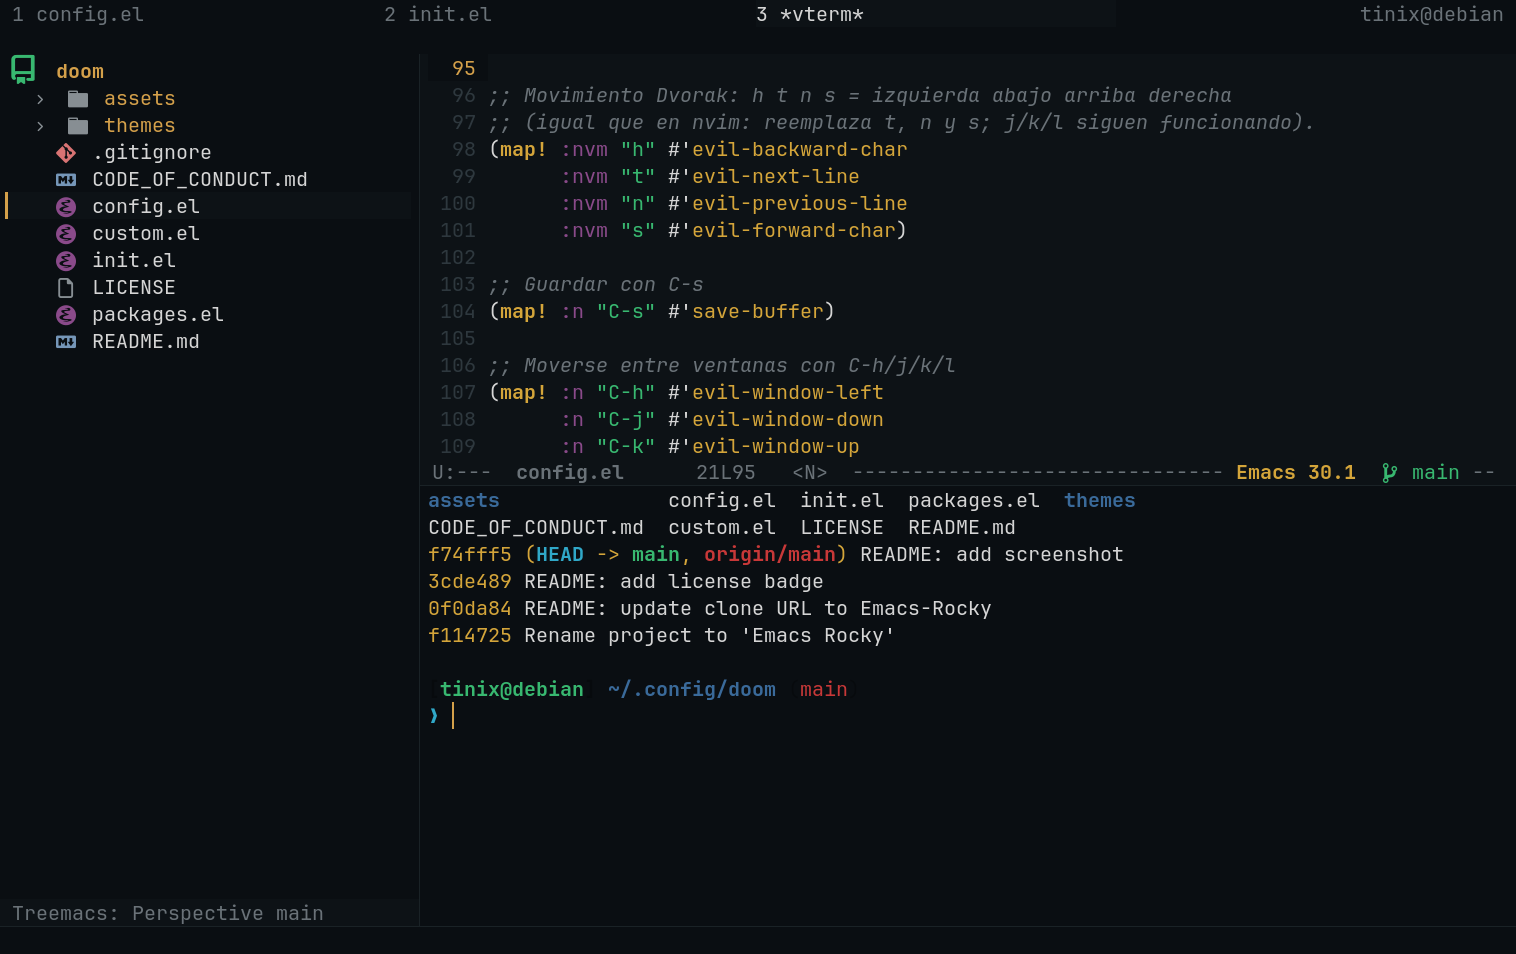 1 config.el 2 init.el 3 *vterm* tinix@debian
doom
assets
themes
.gitignore
CODE_OF_CONDUCT.md
config.el
custom.el
init.el
LICENSE
packages.el
README.md
Treemacs: Perspective main
95
96 ;; Movimiento Dvorak: h t n s = izquierda abajo arriba derecha
97 ;; (igual que en nvim: reemplaza t, n y s; j/k/l siguen funcionando).
98 (map! :nvm "h" #'evil-backward-char
99 :nvm "t" #'evil-next-line
100 :nvm "n" #'evil-previous-line
101 :nvm "s" #'evil-forward-char)
102
103 ;; Guardar con C-s
104 (map! :n "C-s" #'save-buffer)
105
106 ;; Moverse entre ventanas con C-h/j/k/l
107 (map! :n "C-h" #'evil-window-left
108 :n "C-j" #'evil-window-down
109 :n "C-k" #'evil-window-up
U:--- config.el 21L95 <N> ------------------------------- Emacs 30.1 main --
assets config.el init.el packages.el themes
CODE_OF_CONDUCT.md custom.el LICENSE README.md
f74fff5 (HEAD -> main, origin/main) README: add screenshot
3cde489 README: add license badge
0f0da84 README: update clone URL to Emacs-Rocky
f114725 Rename project to 'Emacs Rocky'
tinix@debian ~/.config/doom main
❯